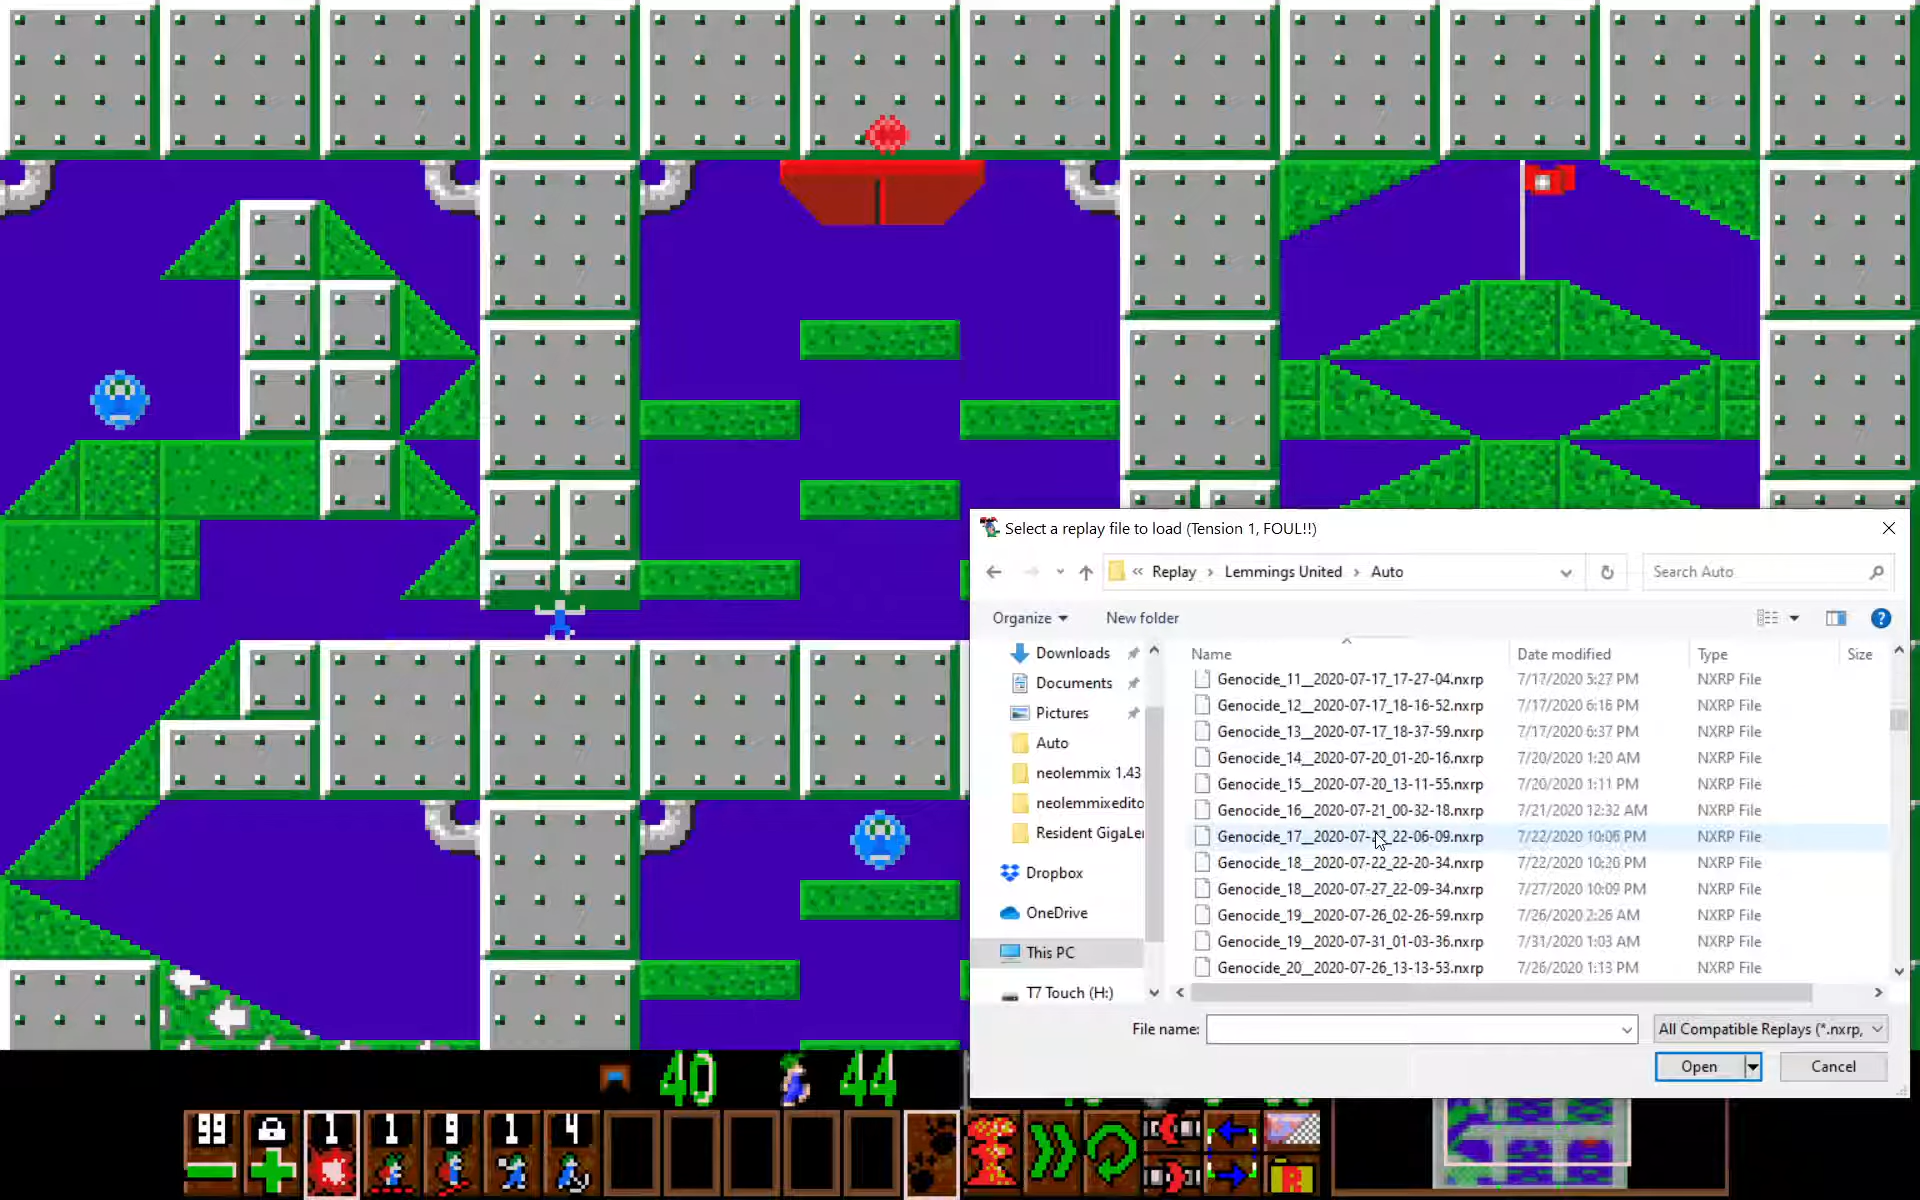 Select a replay file to load (Tension 1, FOUL!!)
« Replay › Lemmings United › Auto
Search Auto
Organize
New folder
Name
Date modified
Type
Size
Downloads
Documents
Pictures
Auto
neolemmix 1.43
neolemmixedito
Resident GigaLer
Dropbox
OneDrive
This PC
T7 Touch (H:)
Genocide_11__2020-07-17_17-27-04.nxrp 7/17/2020 5:27 PM NXRP File
Genocide_12__2020-07-17_18-16-52.nxrp 7/17/2020 6:16 PM NXRP File
Genocide_13__2020-07-17_18-37-59.nxrp 7/17/2020 6:37 PM NXRP File
Genocide_14__2020-07-20_01-20-16.nxrp 7/20/2020 1:20 AM NXRP File
Genocide_15__2020-07-20_13-11-55.nxrp 7/20/2020 1:11 PM NXRP File
Genocide_16__2020-07-21_00-32-18.nxrp 7/21/2020 12:32 AM NXRP File
Genocide_17__2020-07-22_22-06-09.nxrp 7/22/2020 10:06 PM NXRP File
Genocide_18__2020-07-22_22-20-34.nxrp 7/22/2020 10:20 PM NXRP File
Genocide_18__2020-07-27_22-09-34.nxrp 7/27/2020 10:09 PM NXRP File
Genocide_19__2020-07-26_02-26-59.nxrp 7/26/2020 2:26 AM NXRP File
Genocide_19__2020-07-31_01-03-36.nxrp 7/31/2020 1:03 AM NXRP File
Genocide_20__2020-07-26_13-13-53.nxrp 7/26/2020 1:13 PM NXRP File
File name:
All Compatible Replays (*.nxrp,
Open
Cancel
40 44
99 1 1 9 1 4
R